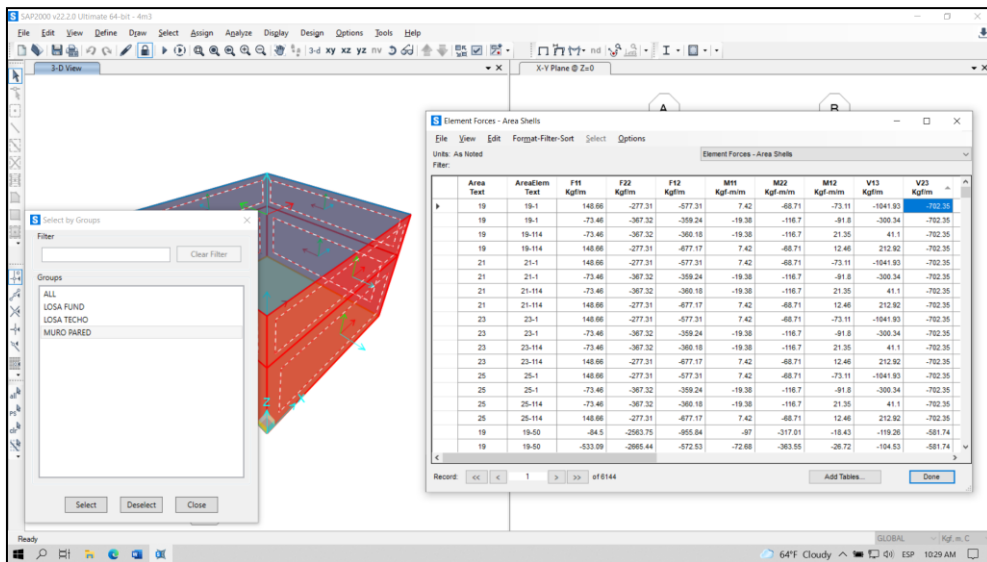 SAP2000 v22.2.0 Ultimate 64-bit - 4m3
File Edit View Define Draw Select Assign Analyze Display Design Options Tools Help
3-d xy xz yz nv nd
3-D View
X-Y Plane @ Z=0
A B
Element Forces - Area Shells
File View Edit Format-Filter-Sort Select Options
Units: As Noted Element Forces - Area Shells
Filter:
Area AreaElem F11 F22 F12 M11 M22 M12 V13 V23
Text Text Kgf/m Kgf/m Kgf/m Kgf-m/m Kgf-m/m Kgf-m/m Kgf/m Kgf/m
19 19-1 148.66 -277.31 -577.31 7.42 -68.71 -73.11 -1041.93 -702.35
19 19-1 -73.46 -367.32 -359.24 -19.38 -116.7 -91.8 -300.34 -702.35
19 19-114 -73.46 -367.32 -360.18 -19.38 -116.7 21.35 41.1 -702.35
19 19-114 148.66 -277.31 -677.17 7.42 -68.71 12.46 212.92 -702.35
21 21-1 148.66 -277.31 -577.31 7.42 -68.71 -73.11 -1041.93 -702.35
21 21-1 -73.46 -367.32 -359.24 -19.38 -116.7 -91.8 -300.34 -702.35
21 21-114 -73.46 -367.32 -360.18 -19.38 -116.7 21.35 41.1 -702.35
21 21-114 148.66 -277.31 -677.17 7.42 -68.71 12.46 212.92 -702.35
23 23-1 148.66 -277.31 -577.31 7.42 -68.71 -73.11 -1041.93 -702.35
23 23-1 -73.46 -367.32 -359.24 -19.38 -116.7 -91.8 -300.34 -702.35
23 23-114 -73.46 -367.32 -360.18 -19.38 -116.7 21.35 41.1 -702.35
23 23-114 148.66 -277.31 -677.17 7.42 -68.71 12.46 212.92 -702.35
25 25-1 148.66 -277.31 -577.31 7.42 -68.71 -73.11 -1041.93 -702.35
25 25-1 -73.46 -367.32 -359.24 -19.38 -116.7 -91.8 -300.34 -702.35
25 25-114 -73.46 -367.32 -360.18 -19.38 -116.7 21.35 41.1 -702.35
25 25-114 148.66 -277.31 -677.17 7.42 -68.71 12.46 212.92 -702.35
19 19-50 -84.5 -2563.75 -955.84 -97 -317.01 -18.43 -119.26 -581.74
19 19-50 -533.09 -2665.44 -572.53 -72.68 -363.55 -26.72 -104.53 -581.74
Record: << < 1 > >> of 6144 Add Tables... Done
Select by Groups
Filter
Clear Filter
Groups
ALL
LOSA FUND
LOSA TECHO
MURO PARED
Select Deselect Close
Z
Ready
GLOBAL Kgf, m, C
64°F Cloudy ESP 10:29 AM